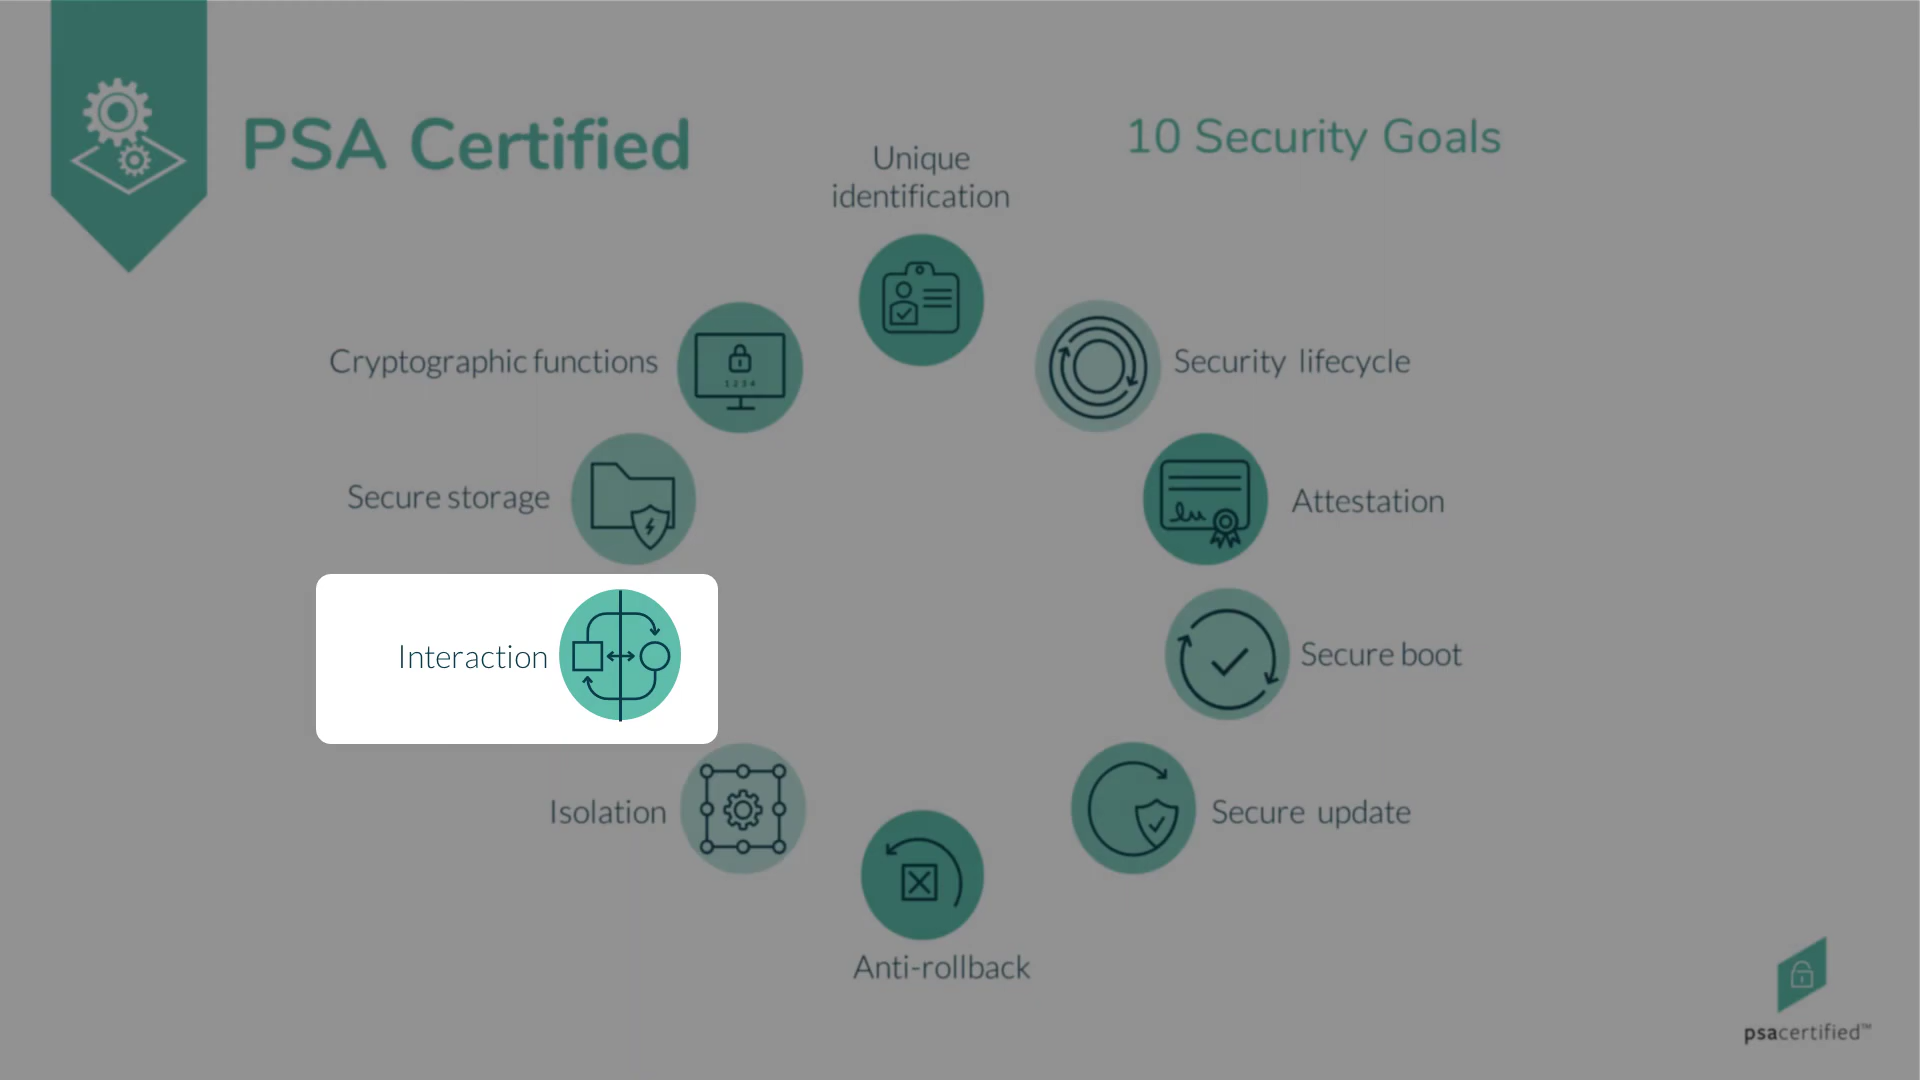 PSA Certified
10 Security Goals
Unique
identification
Cryptographic functions
1234
Security lifecycle
Secure storage
Attestation
Interaction
Secure boot
Isolation
Secure update
Anti-rollback
psacertified™